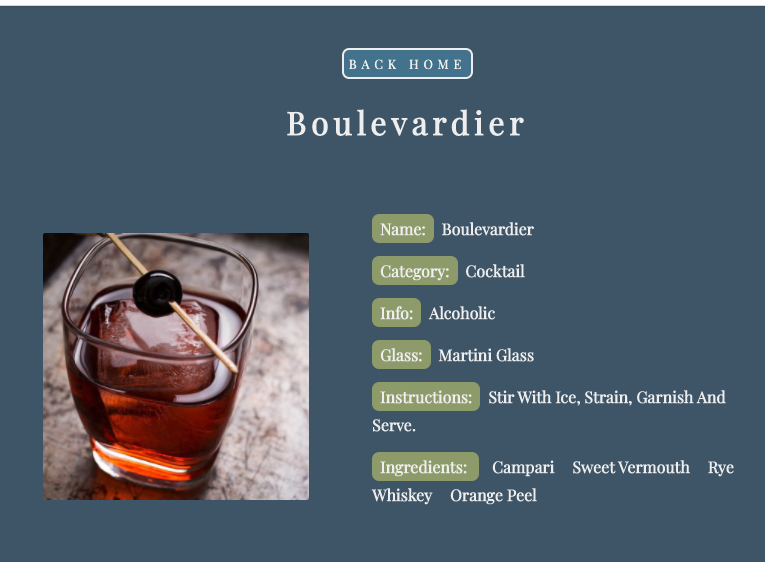 BACK HOME
Boulevardier
Name: Boulevardier
Category: Cocktail
Info: Alcoholic
Glass: Martini Glass
Instructions: Stir With Ice, Strain, Garnish And
Serve.
Ingredients: Campari Sweet Vermouth Rye
Whiskey Orange Peel